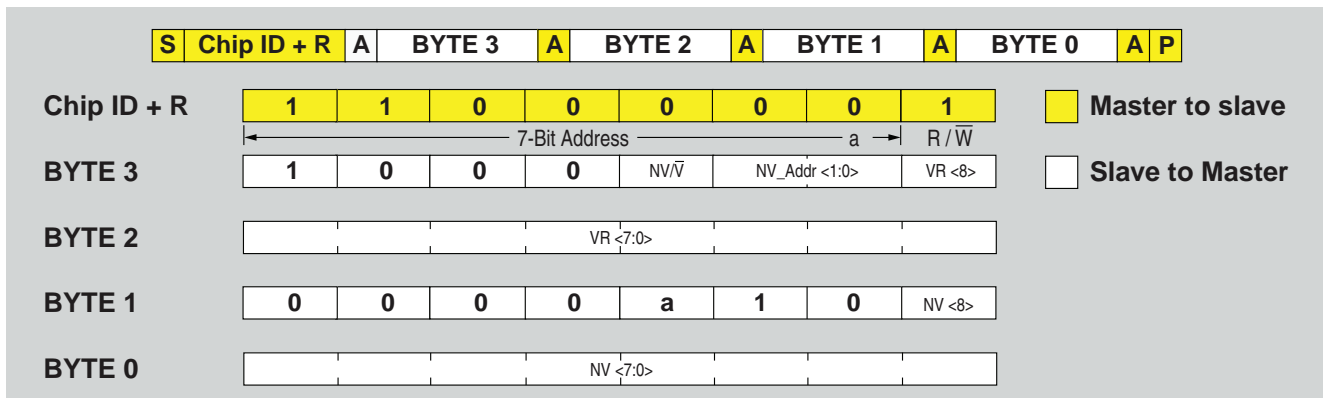 S Chip ID + R A BYTE 3 A BYTE 2 A BYTE 1 A BYTE 0 A P
Chip ID + R 1 1 0 0 0 0 0 1 Master to slave
7-Bit Address a R / W̅
BYTE 3 1 0 0 0 NV/V̅ NV_Addr <1:0> VR <8> Slave to Master
BYTE 2 VR <7:0>
BYTE 1 0 0 0 0 a 1 0 NV <8>
BYTE 0 NV <7:0>